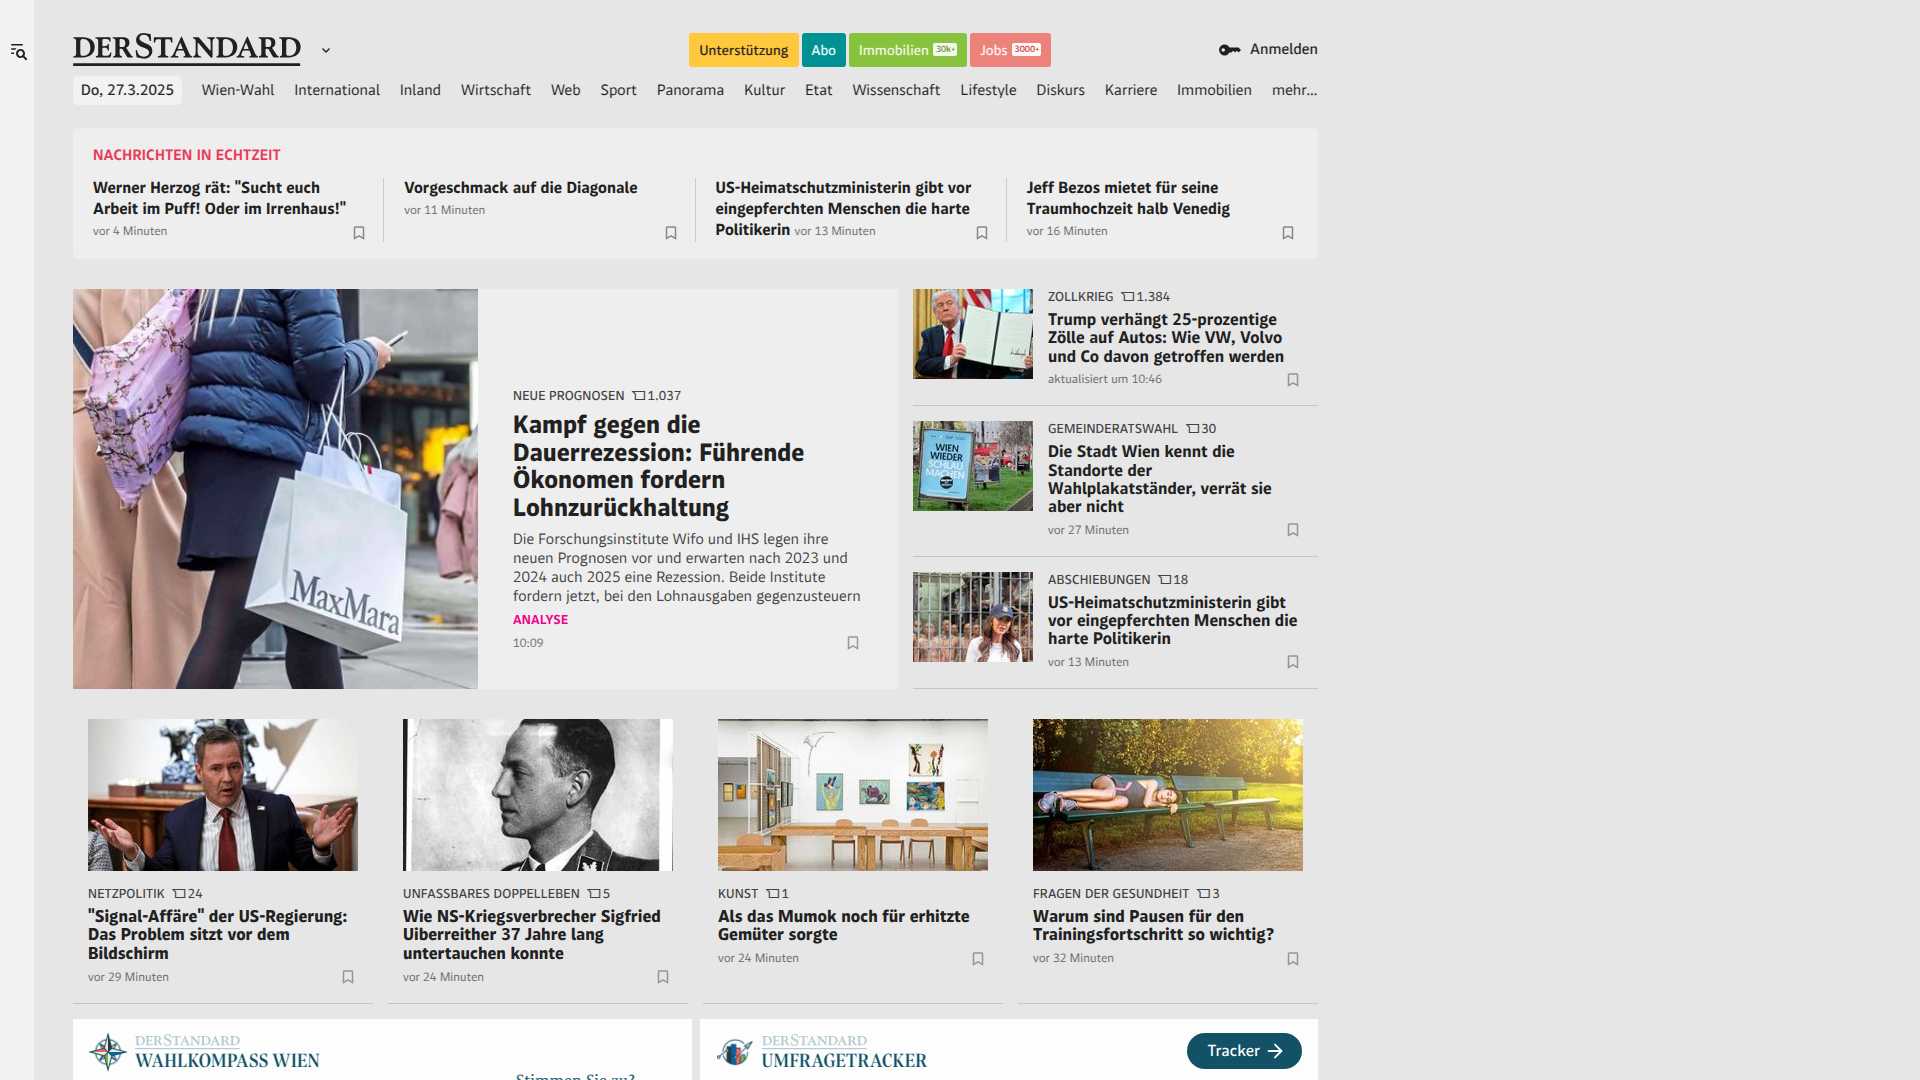 DERSTANDARD
Unterstützung
Abo
Immobilien 30k+
Jobs 3000+
Anmelden
Do, 27.3.2025
Wien-Wahl
International
Inland
Wirtschaft
Web
Sport
Panorama
Kultur
Etat
Wissenschaft
Lifestyle
Diskurs
Karriere
Immobilien
mehr...
NACHRICHTEN IN ECHTZEIT
Werner Herzog rät: "Sucht euch
Arbeit im Puff! Oder im Irrenhaus!"
vor 4 Minuten
Vorgeschmack auf die Diagonale
vor 11 Minuten
US-Heimatschutzministerin gibt vor
eingepferchten Menschen die harte
Politikerin vor 13 Minuten
Jeff Bezos mietet für seine
Traumhochzeit halb Venedig
vor 16 Minuten
MaxMara
NEUE PROGNOSEN 1.037
Kampf gegen die
Dauerrezession: Führende
Ökonomen fordern
Lohnzurückhaltung
Die Forschungsinstitute Wifo und IHS legen ihre
neuen Prognosen vor und erwarten nach 2023 und
2024 auch 2025 eine Rezession. Beide Institute
fordern jetzt, bei den Lohnausgaben gegenzusteuern
ANALYSE
10:09
ZOLLKRIEG 1.384
Trump verhängt 25-prozentige
Zölle auf Autos: Wie VW, Volvo
und Co davon getroffen werden
aktualisiert um 10:46
WIEN
WIEDER
SCHLAU
MACHEN
GEMEINDERATSWAHL 30
Die Stadt Wien kennt die
Standorte der
Wahlplakatständer, verrät sie
aber nicht
vor 27 Minuten
ABSCHIEBUNGEN 18
US-Heimatschutzministerin gibt
vor eingepferchten Menschen die
harte Politikerin
vor 13 Minuten
NETZPOLITIK 24
"Signal-Affäre" der US-Regierung:
Das Problem sitzt vor dem
Bildschirm
vor 29 Minuten
UNFASSBARES DOPPELLEBEN 5
Wie NS-Kriegsverbrecher Sigfried
Uiberreither 37 Jahre lang
untertauchen konnte
vor 24 Minuten
KUNST 1
Als das Mumok noch für erhitzte
Gemüter sorgte
vor 24 Minuten
FRAGEN DER GESUNDHEIT 3
Warum sind Pausen für den
Trainingsfortschritt so wichtig?
vor 32 Minuten
DERSTANDARD
WAHLKOMPASS WIEN
Stimmen Sie zu?
DERSTANDARD
UMFRAGETRACKER
Tracker